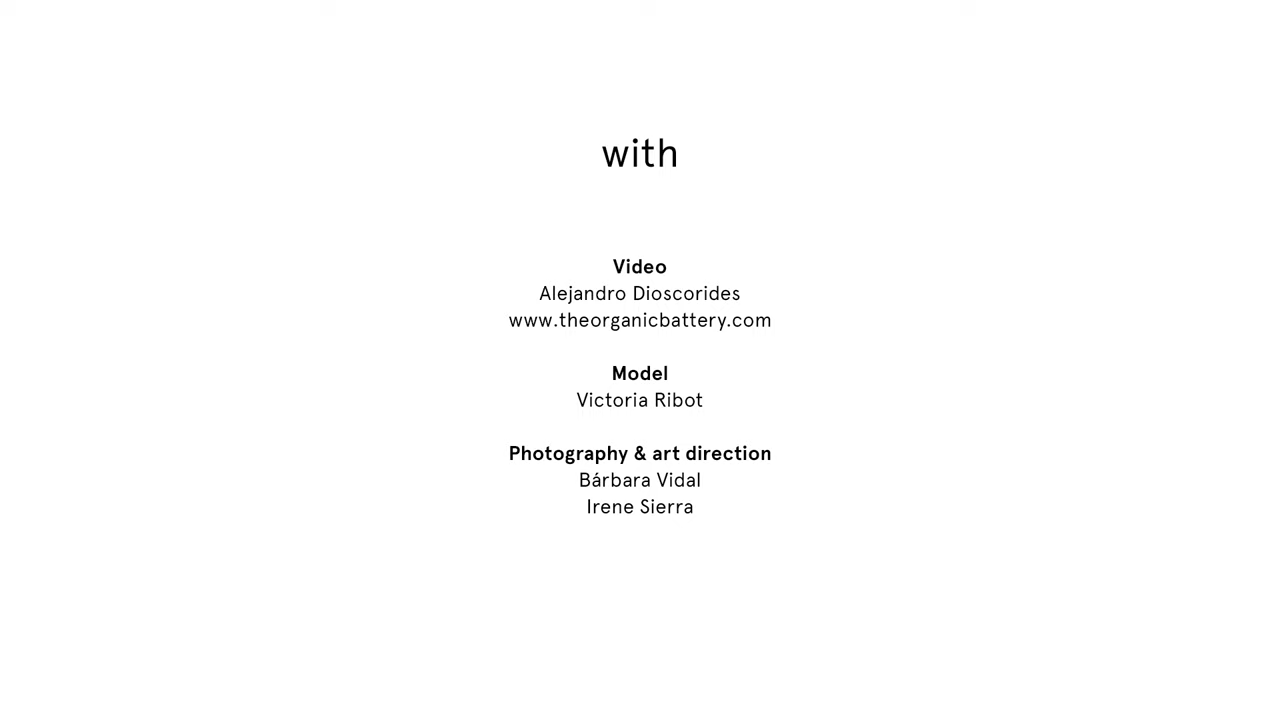 with
Video
Alejandro Dioscorides
www.theorganicbattery.com
Model
Victoria Ribot
Photography & art direction
Bárbara Vidal
Irene Sierra